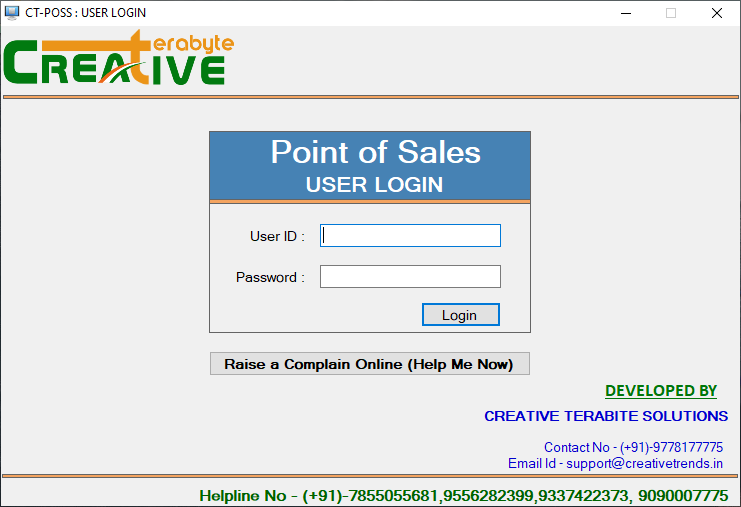 CT-POSS : USER LOGIN
Creative terabyte
Point of Sales
USER LOGIN
User ID :
Password :
Login
Raise a Complain Online (Help Me Now)
DEVELOPED BY
CREATIVE TERABITE SOLUTIONS
Contact No - (+91)-9778177775
Email Id - support@creativetrends.in
Helpline No - (+91)-7855055681,9556282399,9337422373, 9090007775